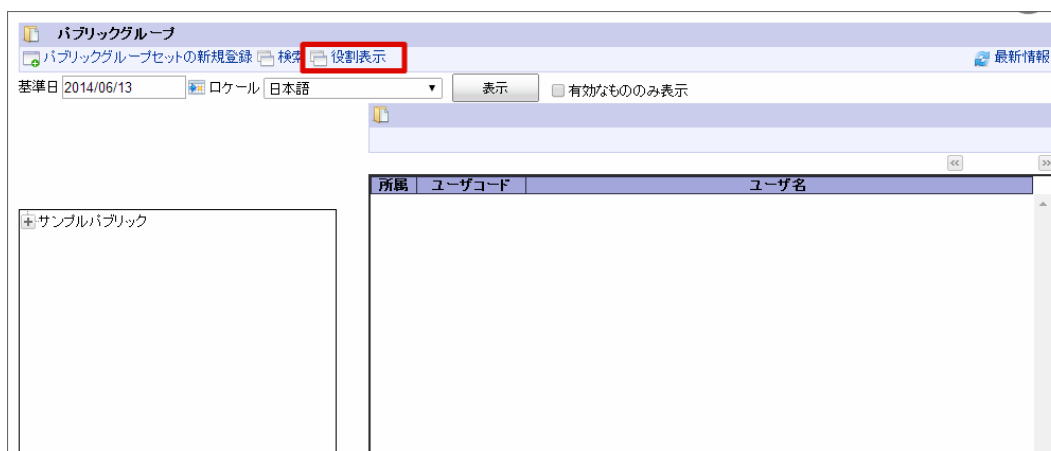 パブリックグループ
パブリックグループセットの新規登録 検索 役割表示 最新情報
基準日 2014/06/13 ロケール 日本語 表示 有効なもののみ表示
所属 ユーザコード ユーザ名
サンプルパブリック